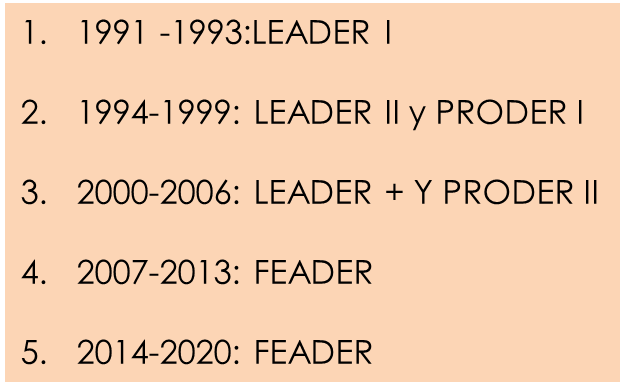 1. 1991 -1993:LEADER I
2. 1994-1999: LEADER II y PRODER I
3. 2000-2006: LEADER + Y PRODER II
4. 2007-2013: FEADER
5. 2014-2020: FEADER